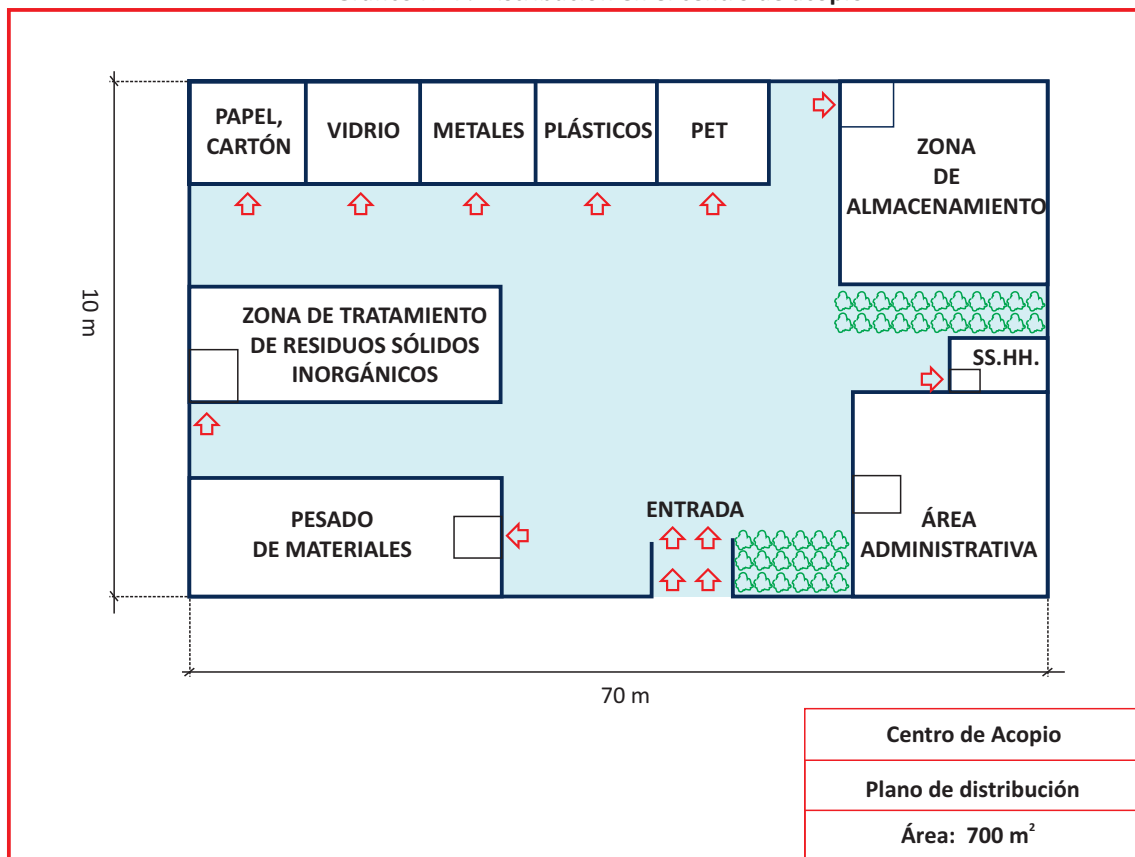 PAPEL,
CARTÓN
VIDRIO
METALES
PLÁSTICOS
PET
ZONA
DE
ALMACENAMIENTO
10 m
ZONA DE TRATAMIENTO
DE RESIDUOS SÓLIDOS
INORGÁNICOS
SS.HH.
PESADO
DE MATERIALES
ENTRADA
ÁREA
ADMINISTRATIVA
70 m
Centro de Acopio
Plano de distribución
Área: 700 m²